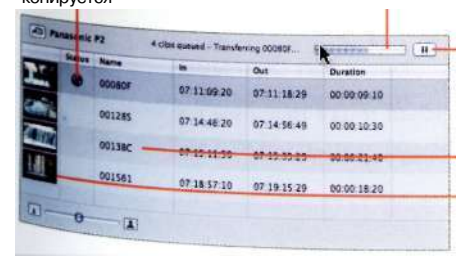 копируется
Panasonic P2
4 clips queued – Transferring 00080F...
Status Name In Out Duration
00080F 07:11:09:20 07:11:18:29 00:00:09:10
00128S 07:14:46:20 07:14:56:49 00:00:10:30
00138C
001561 07:18:57:10 07:19:15:29 00:00:18:20